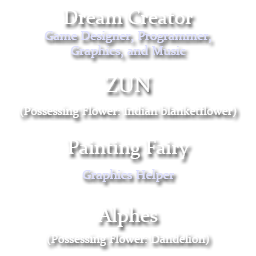 Dream Creator
Game Designer, Programmer,
Graphics, and Music
ZUN
(Possessing Flower: Indian blanketflower)
Painting Fairy
Graphics Helper
Alphes
(Possessing Flower: Dandelion)